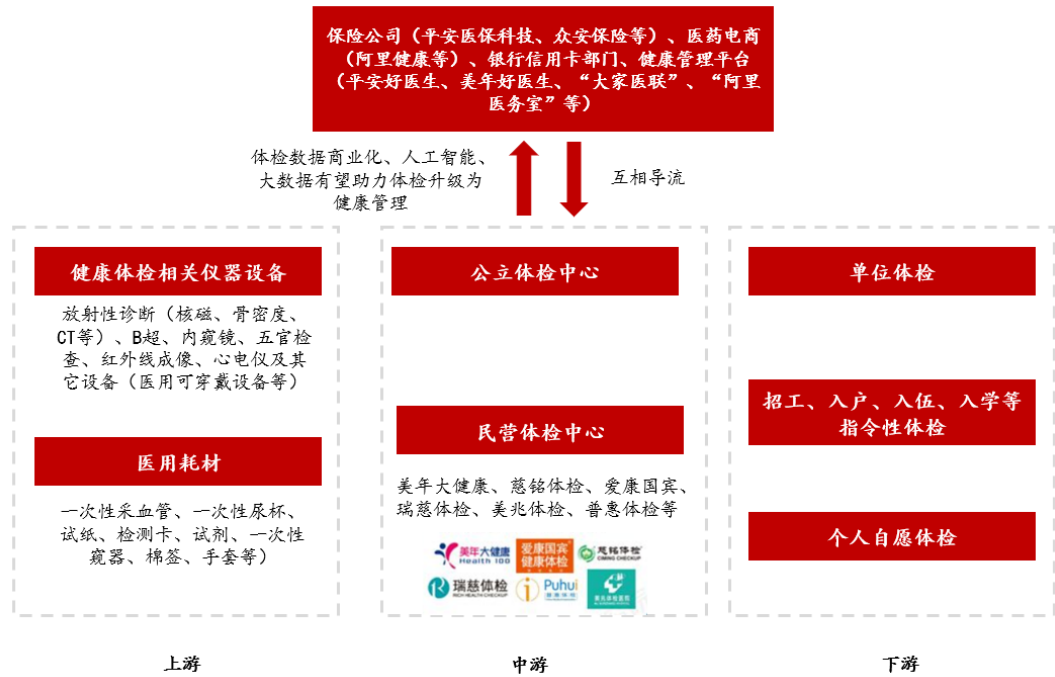 保险公司（平安医保科技、众安保险等）、医药电商
（阿里健康等）、银行信用卡部门、健康管理平台
（平安好医生、美年好医生、“大家医联”、“阿里
医务室”等）
体检数据商业化、人工智能、
大数据有望助力体检升级为
健康管理
互相导流
健康体检相关仪器设备
放射性诊断（核磁、骨密度、
CT等）、B超、内窥镜、五官检
查、红外线成像、心电仪及其
它设备（医用可穿戴设备等）
医用耗材
一次性采血管、一次性尿杯、
试纸、检测卡、试剂、一次性
窥器、棉签、手套等）
公立体检中心
民营体检中心
美年大健康、慈铭体检、爱康国宾、
瑞慈体检、美兆体检、普惠体检等
美年大健康
Health 100
爱康国宾
健康体检
慈铭体检
CIMING CHECKUP
瑞慈体检
RICH HEALTH CHECKUP
Puhui
单位体检
招工、入户、入伍、入学等
指令性体检
个人自愿体检
上游
中游
下游